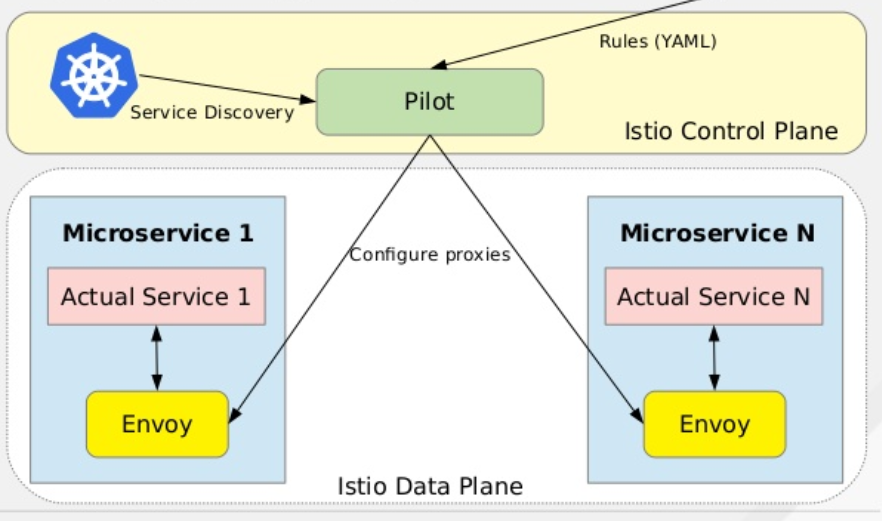 Rules (YAML)
Pilot
Service Discovery
Istio Control Plane
Microservice 1
Microservice N
Configure proxies
Actual Service 1
Actual Service N
Envoy
Envoy
Istio Data Plane